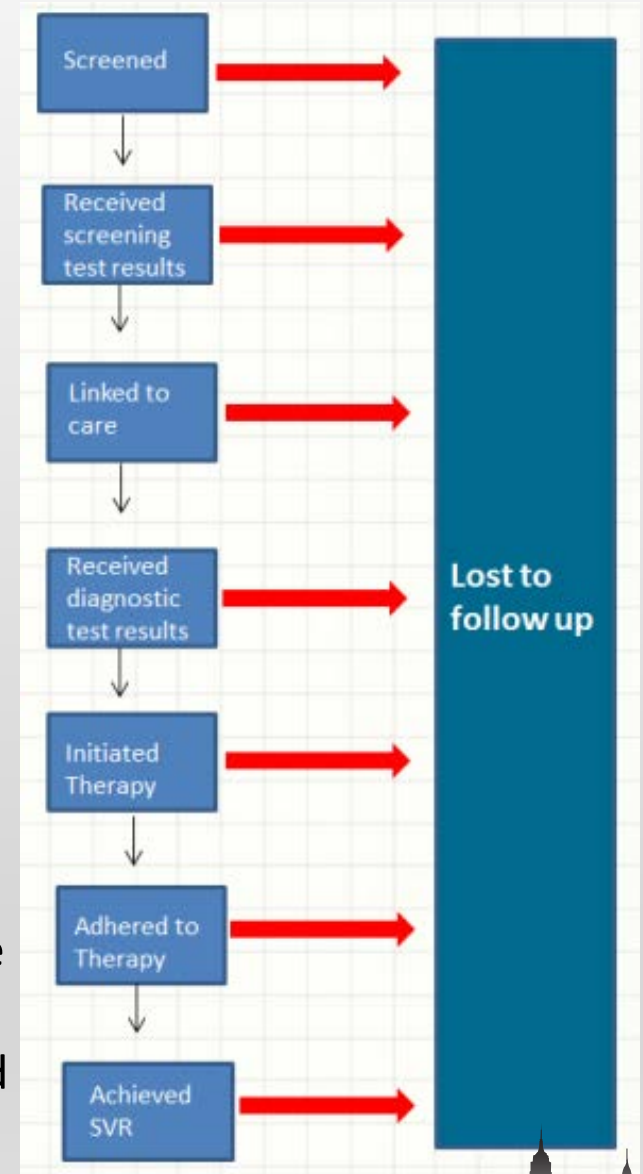 Screened
Received
screening
test results
Linked to
care
Received
diagnostic
test results
Initiated
Therapy
Adhered to
Therapy
Achieved
SVR
Lost to
follow up